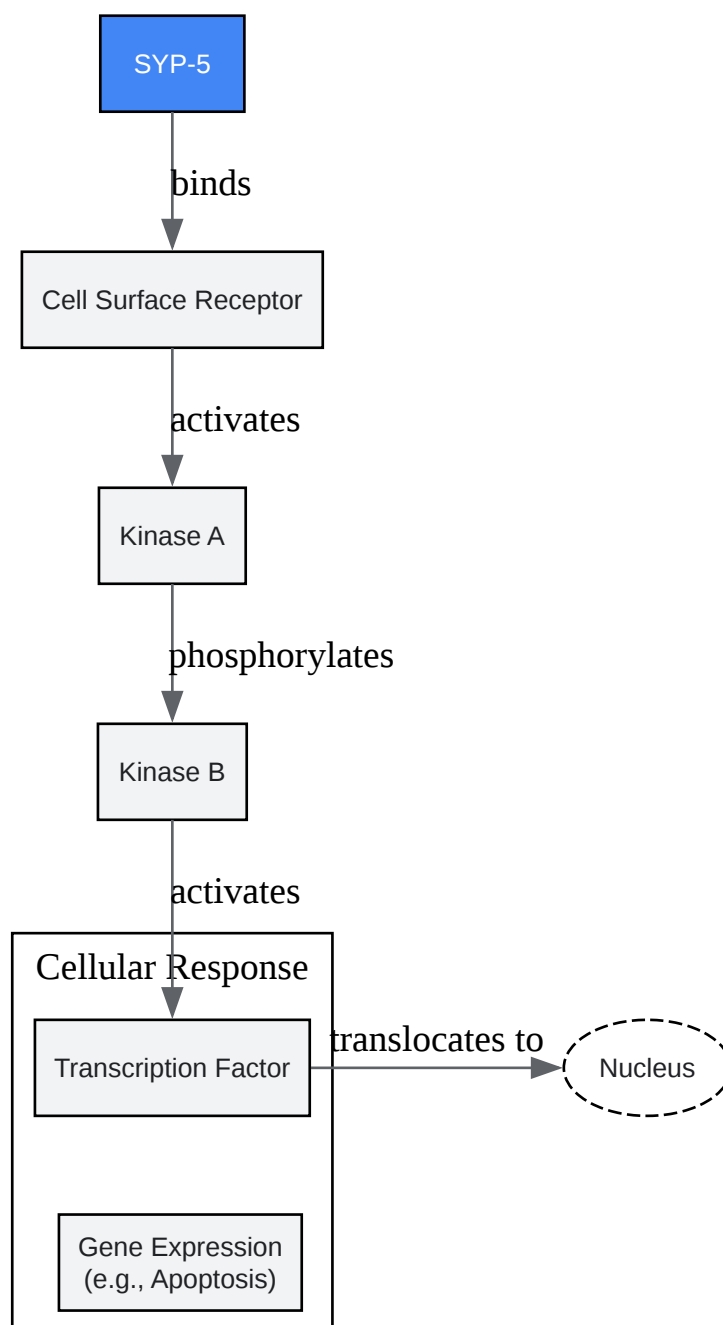 SYP-5
binds
Cell Surface Receptor
activates
Kinase A
phosphorylates
Kinase B
activates
Cellular Response
Transcription Factor
translocates to
Nucleus
Gene Expression
(e.g., Apoptosis)